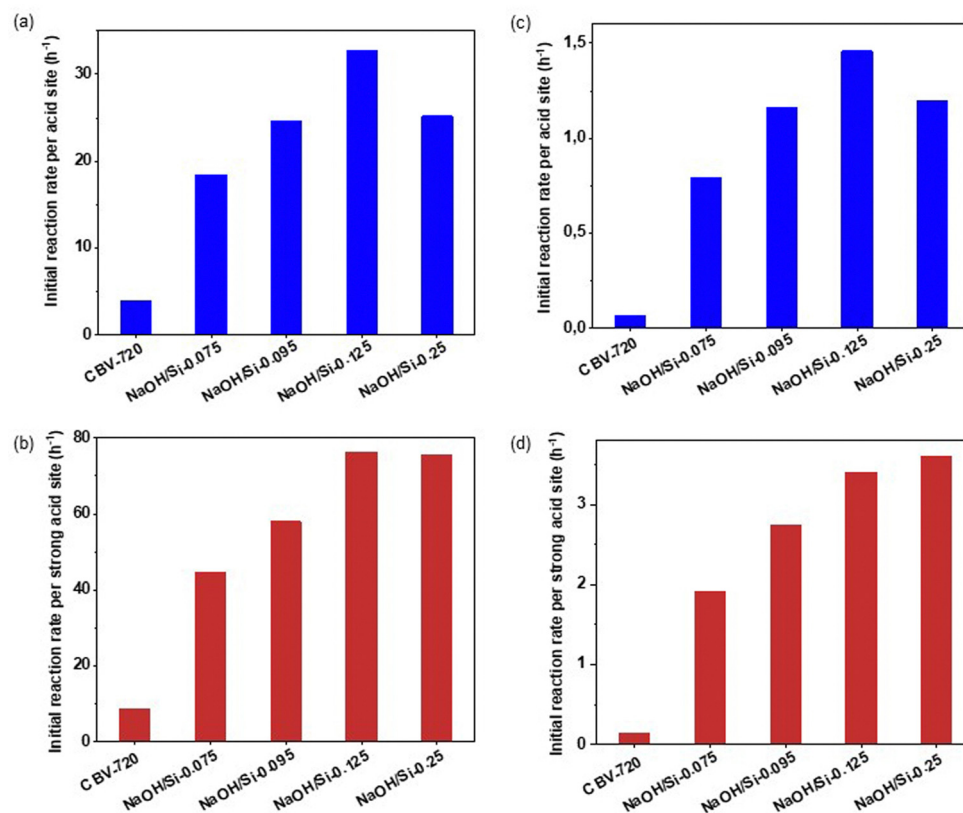 (a)
Initial reaction rate per acid site (h⁻¹)
30
20
10
0
CBV-720
NaOH/Si-0.075
NaOH/Si-0.095
NaOH/Si-0.125
NaOH/Si-0.25
(c)
Initial reaction rate per acid site (h⁻¹)
1,5
1,0
0,5
0,0
CBV-720
NaOH/Si-0.075
NaOH/Si-0.095
NaOH/Si-0.125
NaOH/Si-0.25
(b)
Initial reaction rate per strong acid site (h⁻¹)
80
60
40
20
0
CBV-720
NaOH/Si-0.075
NaOH/Si-0.095
NaOH/Si-0.125
NaOH/Si-0.25
(d)
Initial reaction rate per strong acid site (h⁻¹)
3
2
1
0
CBV-720
NaOH/Si-0.075
NaOH/Si-0.095
NaOH/Si-0.125
NaOH/Si-0.25